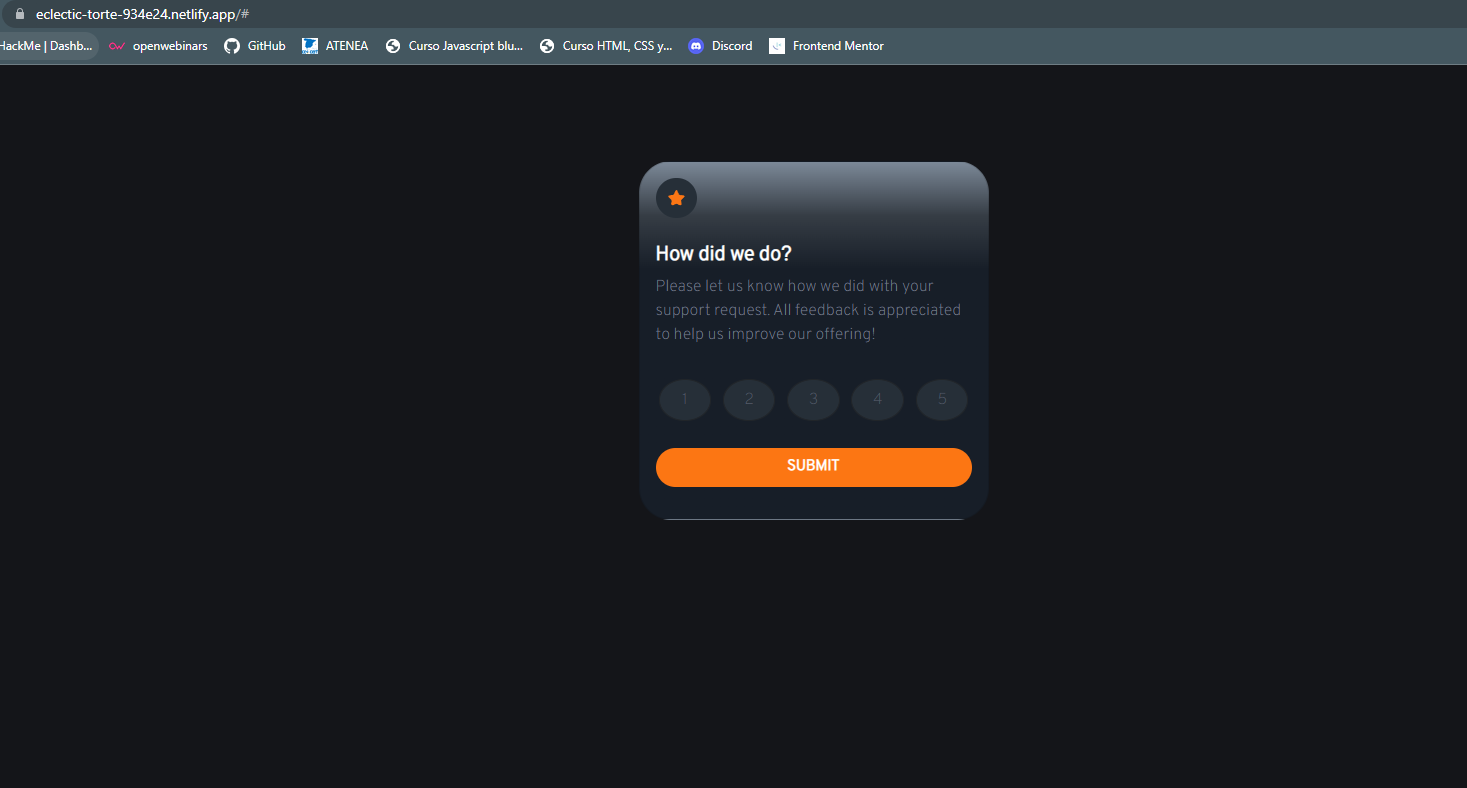 eclectic-torte-934e24.netlify.app/#
HackMe | Dashb... openwebinars GitHub ATENEA Curso Javascript blu... Curso HTML, CSS y... Discord Frontend Mentor
How did we do?
Please let us know how we did with your
support request. All feedback is appreciated
to help us improve our offering!
1 2 3 4 5
SUBMIT